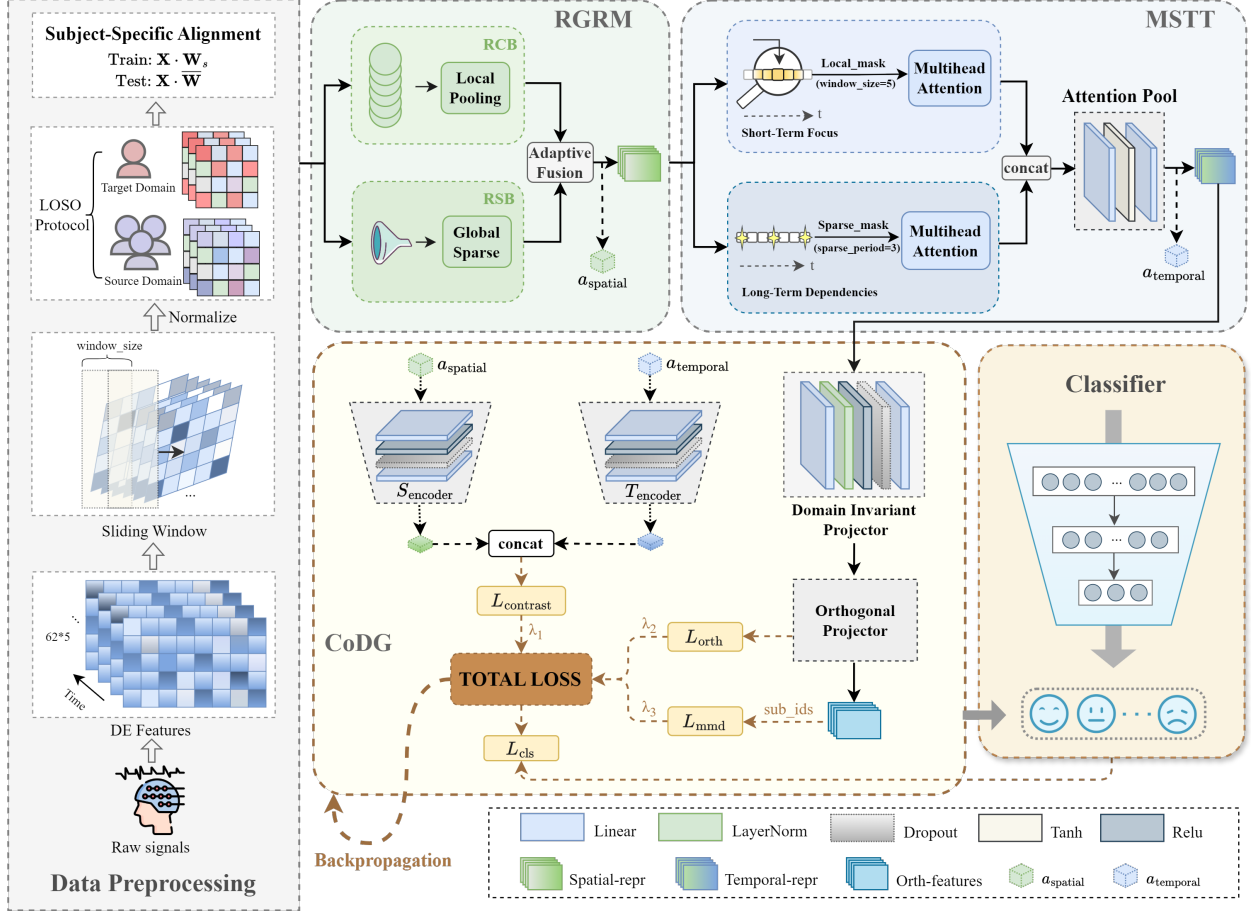 Subject-Specific Alignment
Train: X · Wₛ
Test: X · W̅
LOSO
Protocol
Target Domain
Source Domain
Normalize
window_size
...
Sliding Window
...
62*5
Time
DE Features
Raw signals
Data Preprocessing
RGRM
RCB
Local
Pooling
RSB
Global
Sparse
Adaptive
Fusion
a_spatial
MSTT
t
Short-Term Focus
Local_mask
(window_size=5)
Multihead
Attention
t
Long-Term Dependencies
Sparse_mask
(sparse_period=3)
Multihead
Attention
concat
Attention Pool
a_temporal
CoDG
a_spatial
S_encoder
a_temporal
T_encoder
concat
L_contrast
λ₁
TOTAL LOSS
L_cls
λ₂
L_orth
λ₃
L_mmd
sub_ids
Domain Invariant
Projector
Orthogonal
Projector
Backpropagation
Classifier
...
...
...
Linear
LayerNorm
Dropout
Tanh
Relu
Spatial-repr
Temporal-repr
Orth-features
a_spatial
a_temporal